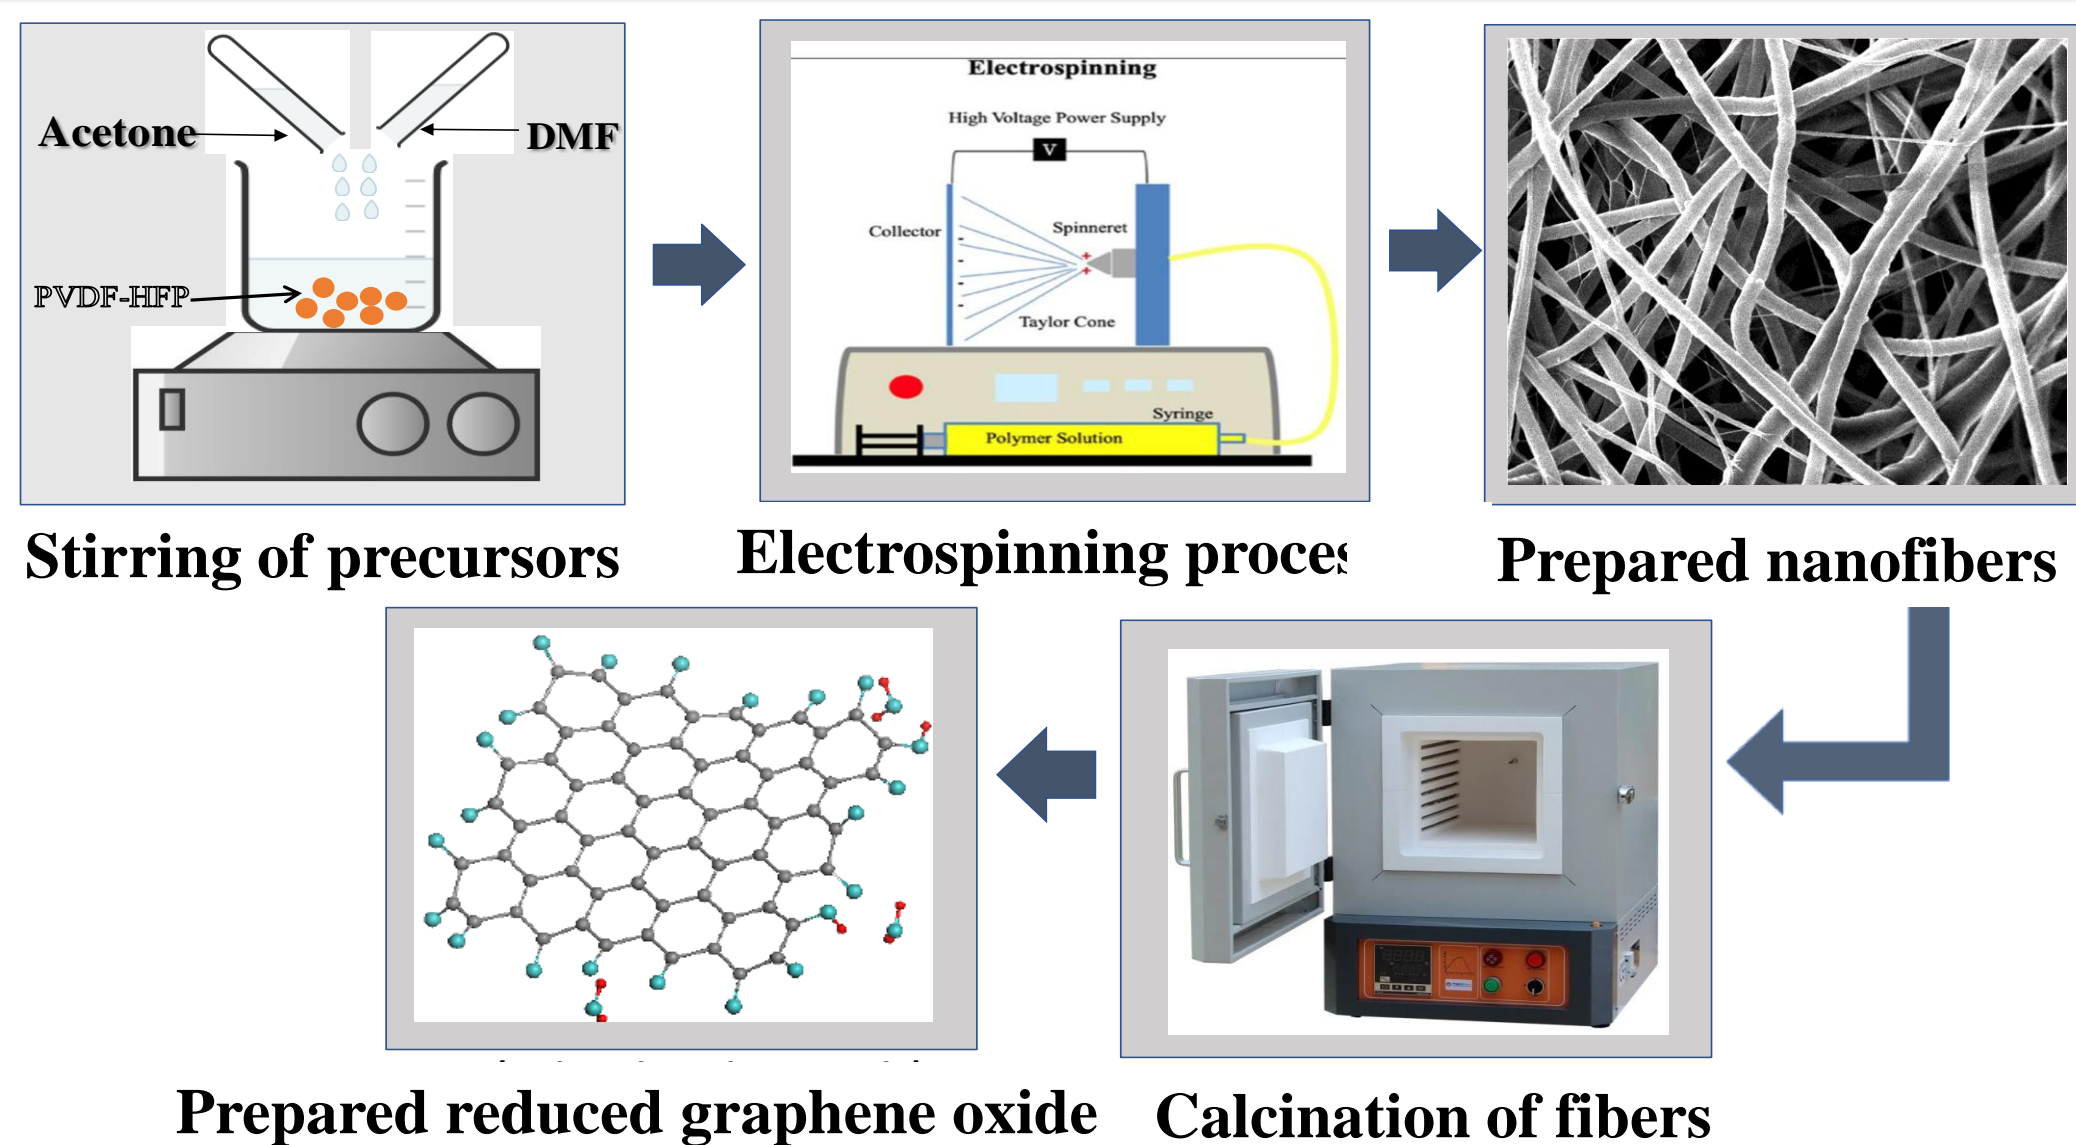 Acetone
DMF
PVDF-HFP
Stirring of precursors
Electrospinning
High Voltage Power Supply
V
Collector
Spinneret
Taylor Cone
Syringe
Polymer Solution
Electrospinning proces
Prepared nanofibers
Prepared reduced graphene oxide
Calcination of fibers